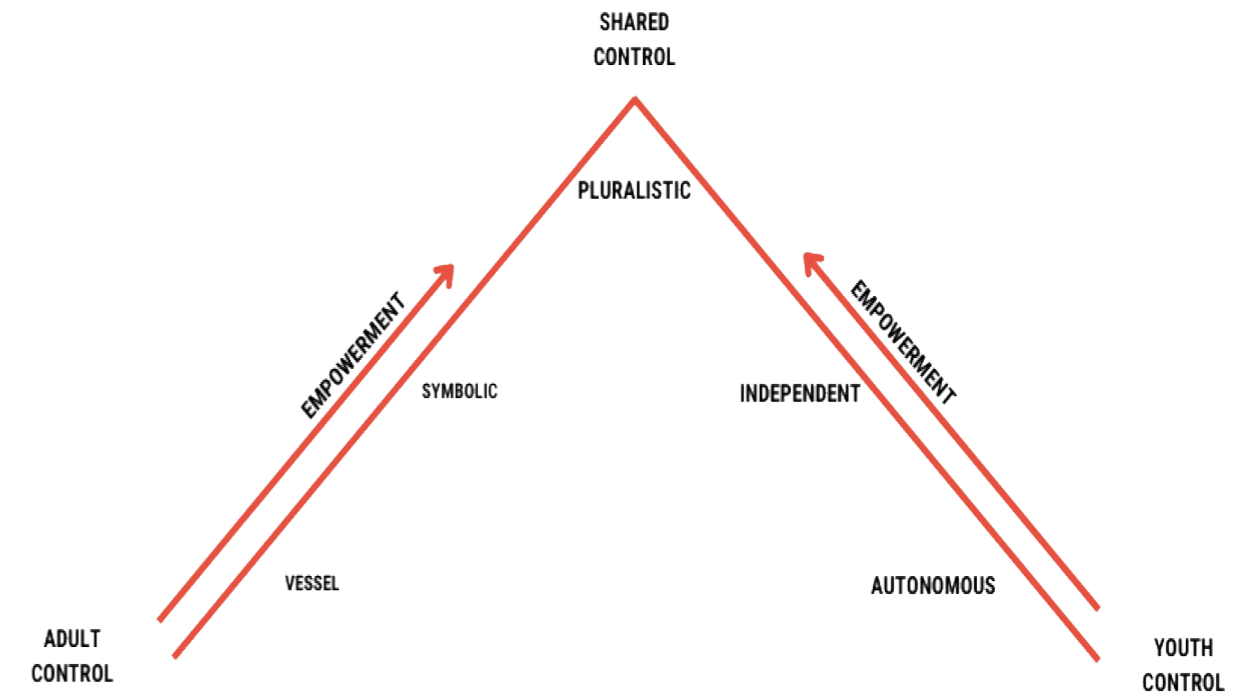 SHARED
CONTROL
PLURALISTIC
EMPOWERMENT
EMPOWERMENT
SYMBOLIC
INDEPENDENT
VESSEL
AUTONOMOUS
ADULT
CONTROL
YOUTH
CONTROL